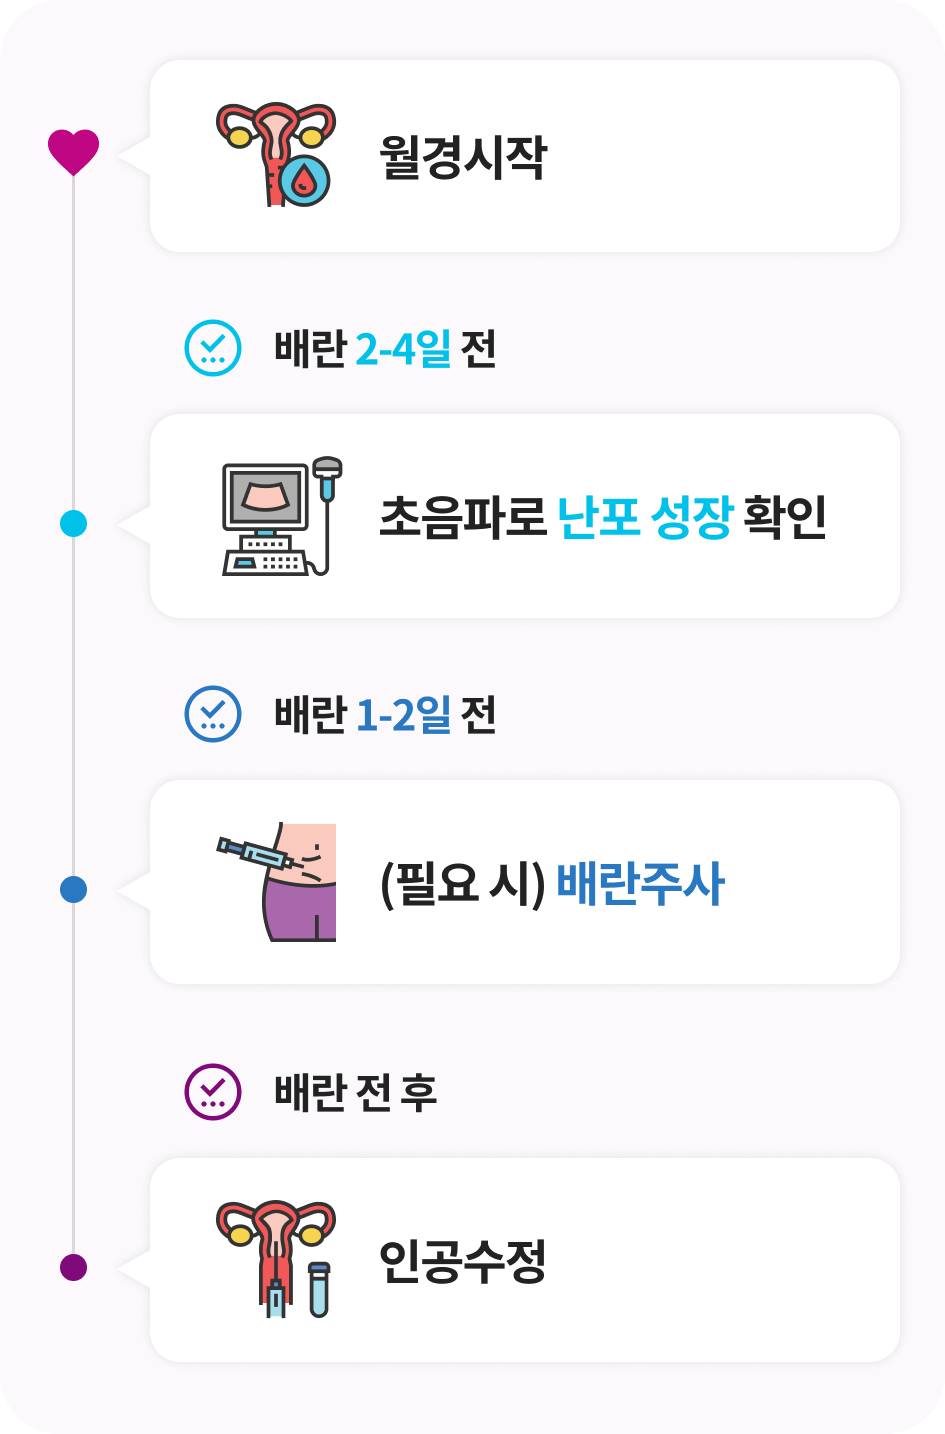 월경시작
배란 2-4일 전
초음파로 난포 성장 확인
배란 1-2일 전
(필요 시) 배란주사
배란 전 후
인공수정